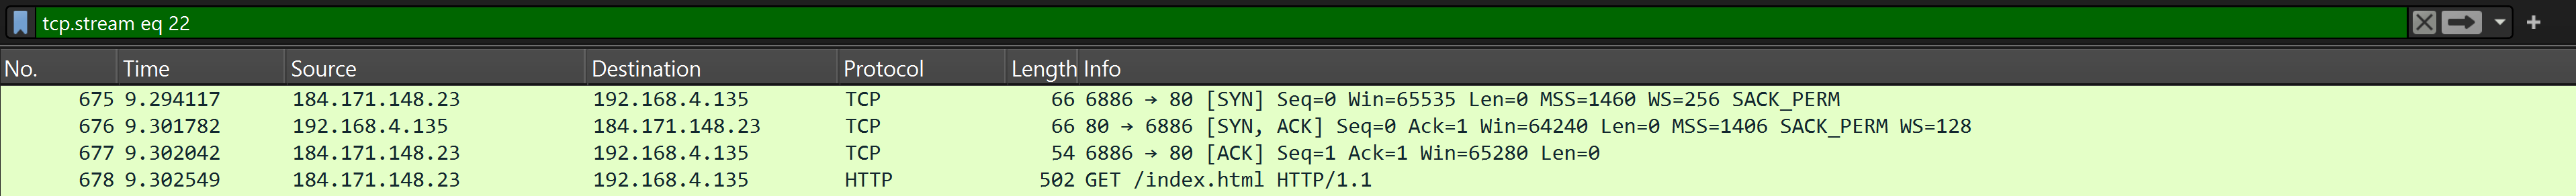 tcp.stream eq 22
No. Time Source Destination Protocol Length Info
675 9.294117 184.171.148.23 192.168.4.135 TCP 66 6886 → 80 [SYN] Seq=0 Win=65535 Len=0 MSS=1460 WS=256 SACK_PERM
676 9.301782 192.168.4.135 184.171.148.23 TCP 66 80 → 6886 [SYN, ACK] Seq=0 Ack=1 Win=64240 Len=0 MSS=1406 SACK_PERM WS=128
677 9.302042 184.171.148.23 192.168.4.135 TCP 54 6886 → 80 [ACK] Seq=1 Ack=1 Win=65280 Len=0
678 9.302549 184.171.148.23 192.168.4.135 HTTP 502 GET /index.html HTTP/1.1